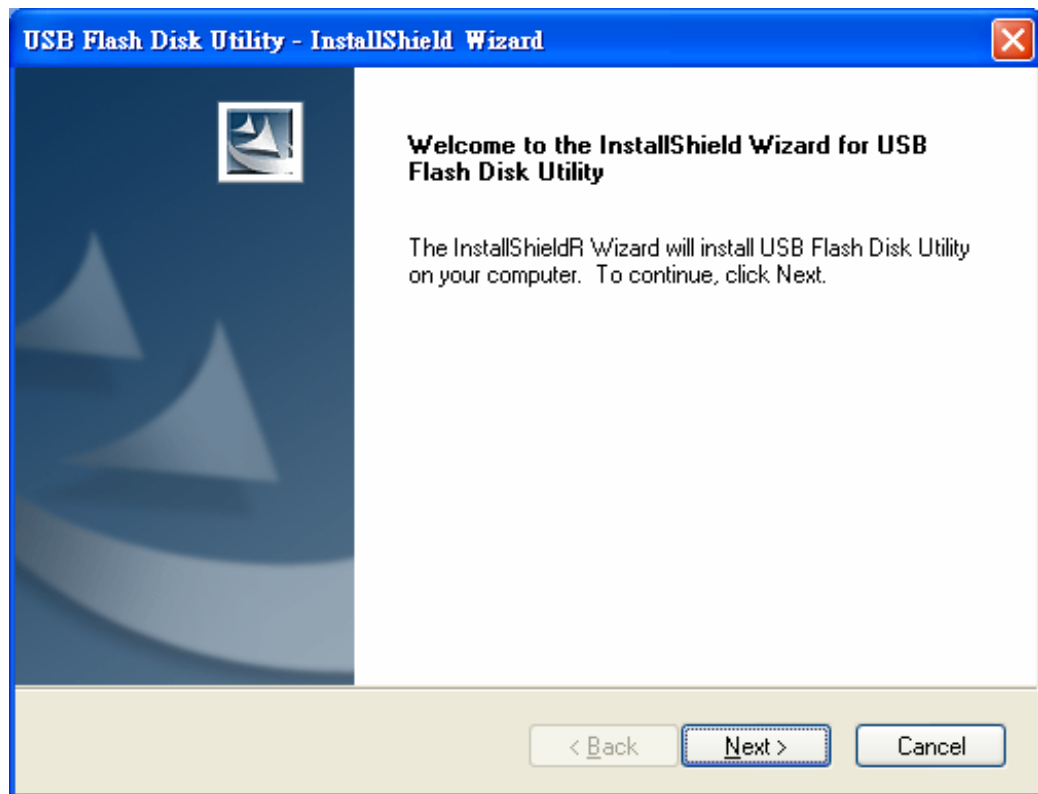 USB Flash Disk Utility - InstallShield Wizard
Welcome to the InstallShield Wizard for USB
Flash Disk Utility
The InstallShieldR Wizard will install USB Flash Disk Utility
on your computer.  To continue, click Next.
< Back
Next >
Cancel